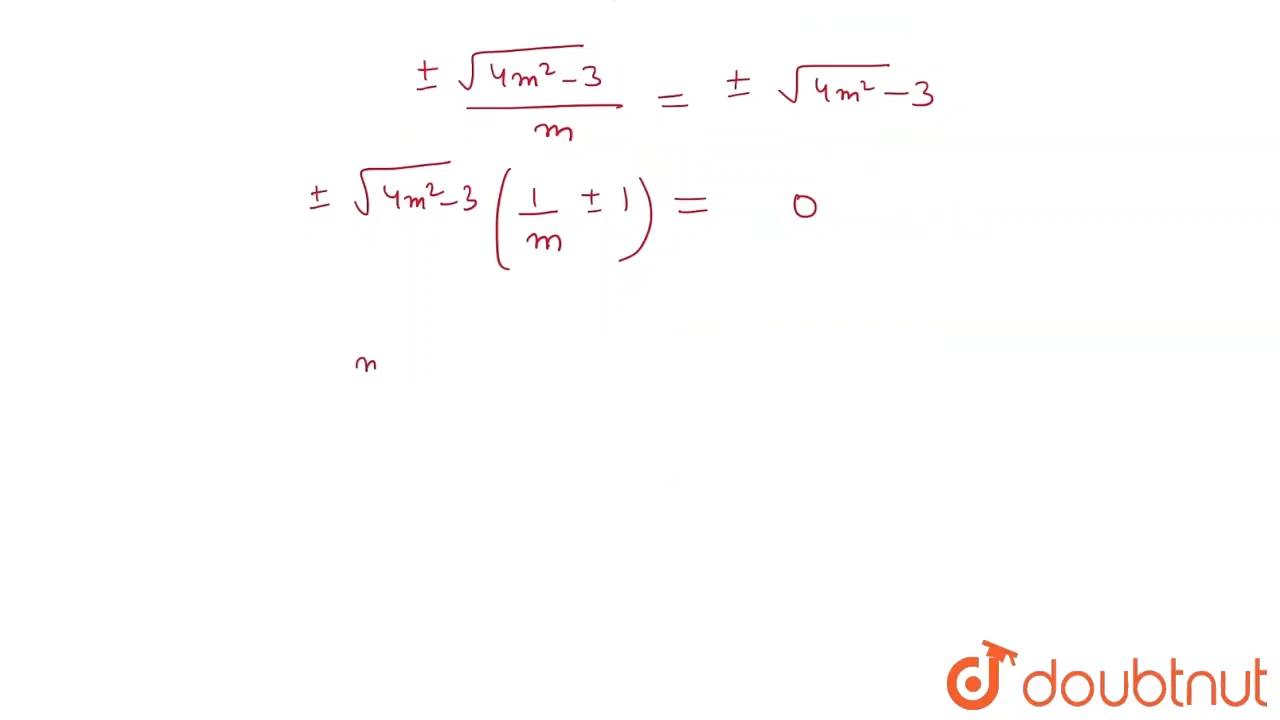 ± √4m² - 3 / m = ± √4m² - 3
± √4m² - 3 (1/m ± 1) = 0
m
doubtnut